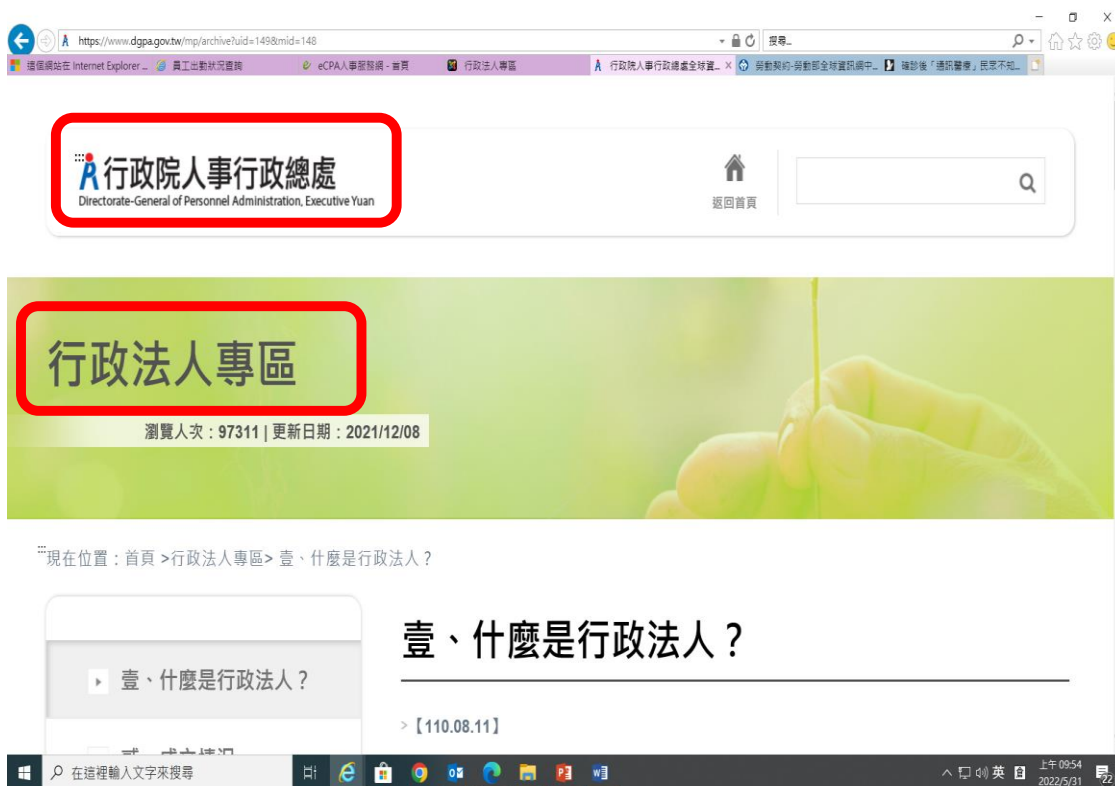 https://www.dgpa.gov.tw/mp/archive?uid=149&mid=148
搜尋...
這個網站在 Internet Explorer ...
員工出勤狀況查詢
eCPA人事服務網 - 首頁
行政法人專區
行政院人事行政總處全球資...
勞動契約-勞動部全球資訊網中...
確診後「通訊醫療」民眾不知...
行政院人事行政總處
Directorate-General of Personnel Administration, Executive Yuan
返回首頁
行政法人專區
瀏覽人次：97311 | 更新日期：2021/12/08
:::現在位置：首頁 >行政法人專區> 壹、什麼是行政法人？
壹、什麼是行政法人？
壹、什麼是行政法人？
>【110.08.11】
在這裡輸入文字來搜尋
英
上午 09:54
2022/5/31
22